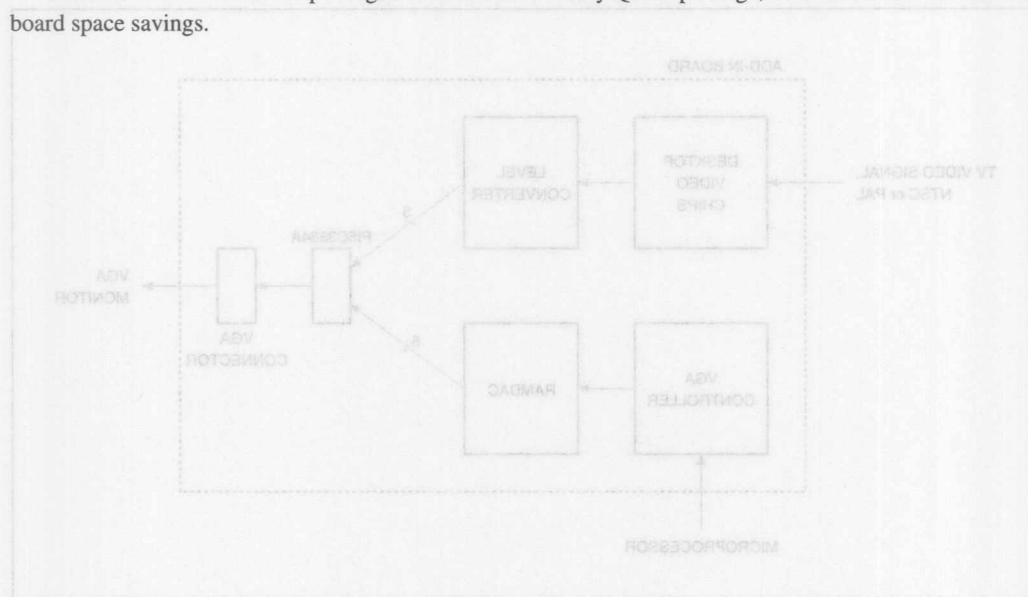 board space savings.
ADD-IN BOARD
LEVEL
CONVERTER
DESKTOP
VIDEO
CHIPS
TV VIDEO SIGNAL
NTSC or PAL
VGA
MONITOR
VGA
CONNECTOR
RAMDAC
VGA
CONTROLLER
MICROPROCESSOR